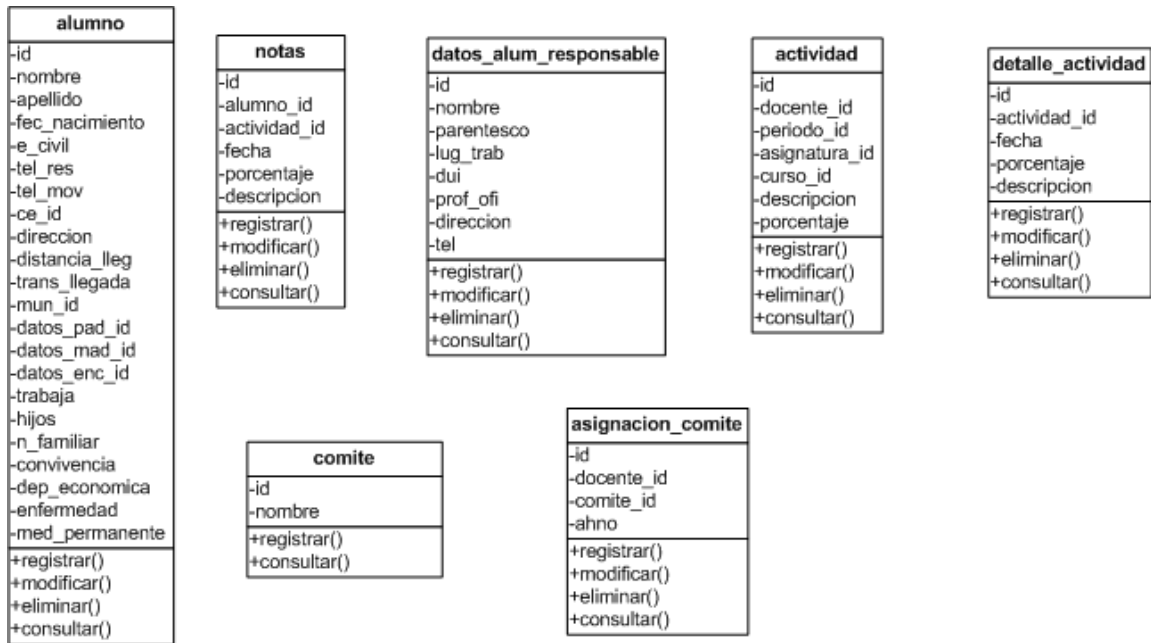 alumno
-id
-nombre
-apellido
-fec_nacimiento
-e_civil
-tel_res
-tel_mov
-ce_id
-direccion
-distancia_lleg
-trans_llegada
-mun_id
-datos_pad_id
-datos_mad_id
-datos_enc_id
-trabaja
-hijos
-n_familiar
-convivencia
-dep_economica
-enfermedad
-med_permanente
+registrar()
+modificar()
+eliminar()
+consultar()
notas
-id
-alumno_id
-actividad_id
-fecha
-porcentaje
-descripcion
+registrar()
+modificar()
+eliminar()
+consultar()
datos_alum_responsable
-id
-nombre
-parentesco
-lug_trab
-dui
-prof_ofi
-direccion
-tel
+registrar()
+modificar()
+eliminar()
+consultar()
actividad
-id
-docente_id
-periodo_id
-asignatura_id
-curso_id
-descripcion
-porcentaje
+registrar()
+modificar()
+eliminar()
+consultar()
detalle_actividad
-id
-actividad_id
-fecha
-porcentaje
-descripcion
+registrar()
+modificar()
+eliminar()
+consultar()
comite
-id
-nombre
+registrar()
+consultar()
asignacion_comite
-id
-docente_id
-comite_id
-ahno
+registrar()
+modificar()
+eliminar()
+consultar()